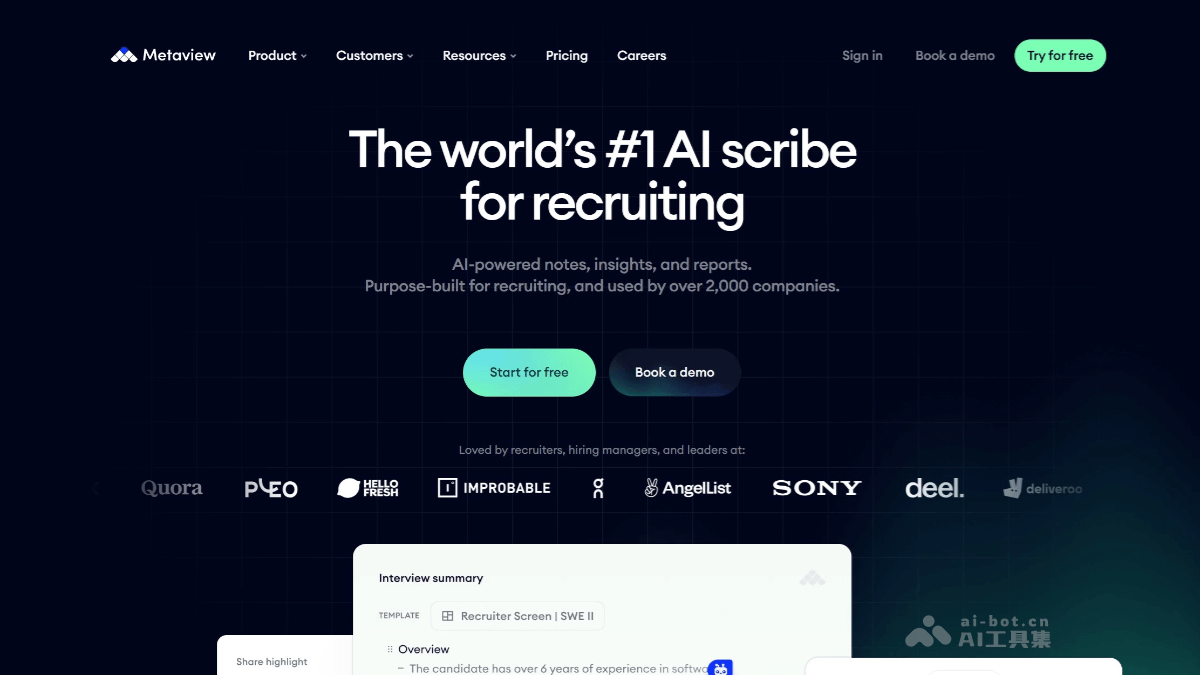 Metaview
Product
Customers
Resources
Pricing
Careers
Sign in
Book a demo
Try for free
The world's #1 AI scribe
for recruiting
AI-powered notes, insights, and reports.
Purpose-built for recruiting, and used by over 2,000 companies.
Start for free
Book a demo
Loved by recruiters, hiring managers, and leaders at:
Quora
PLEO
HELLO
FRESH
IMPROBABLE
AngelList
SONY
deel.
deliveroo
Interview summary
TEMPLATE
Recruiter Screen | SWE II
Overview
– The candidate has over 6 years of experience in softwa
Share highlight
ai-bot.cn
AI工具集